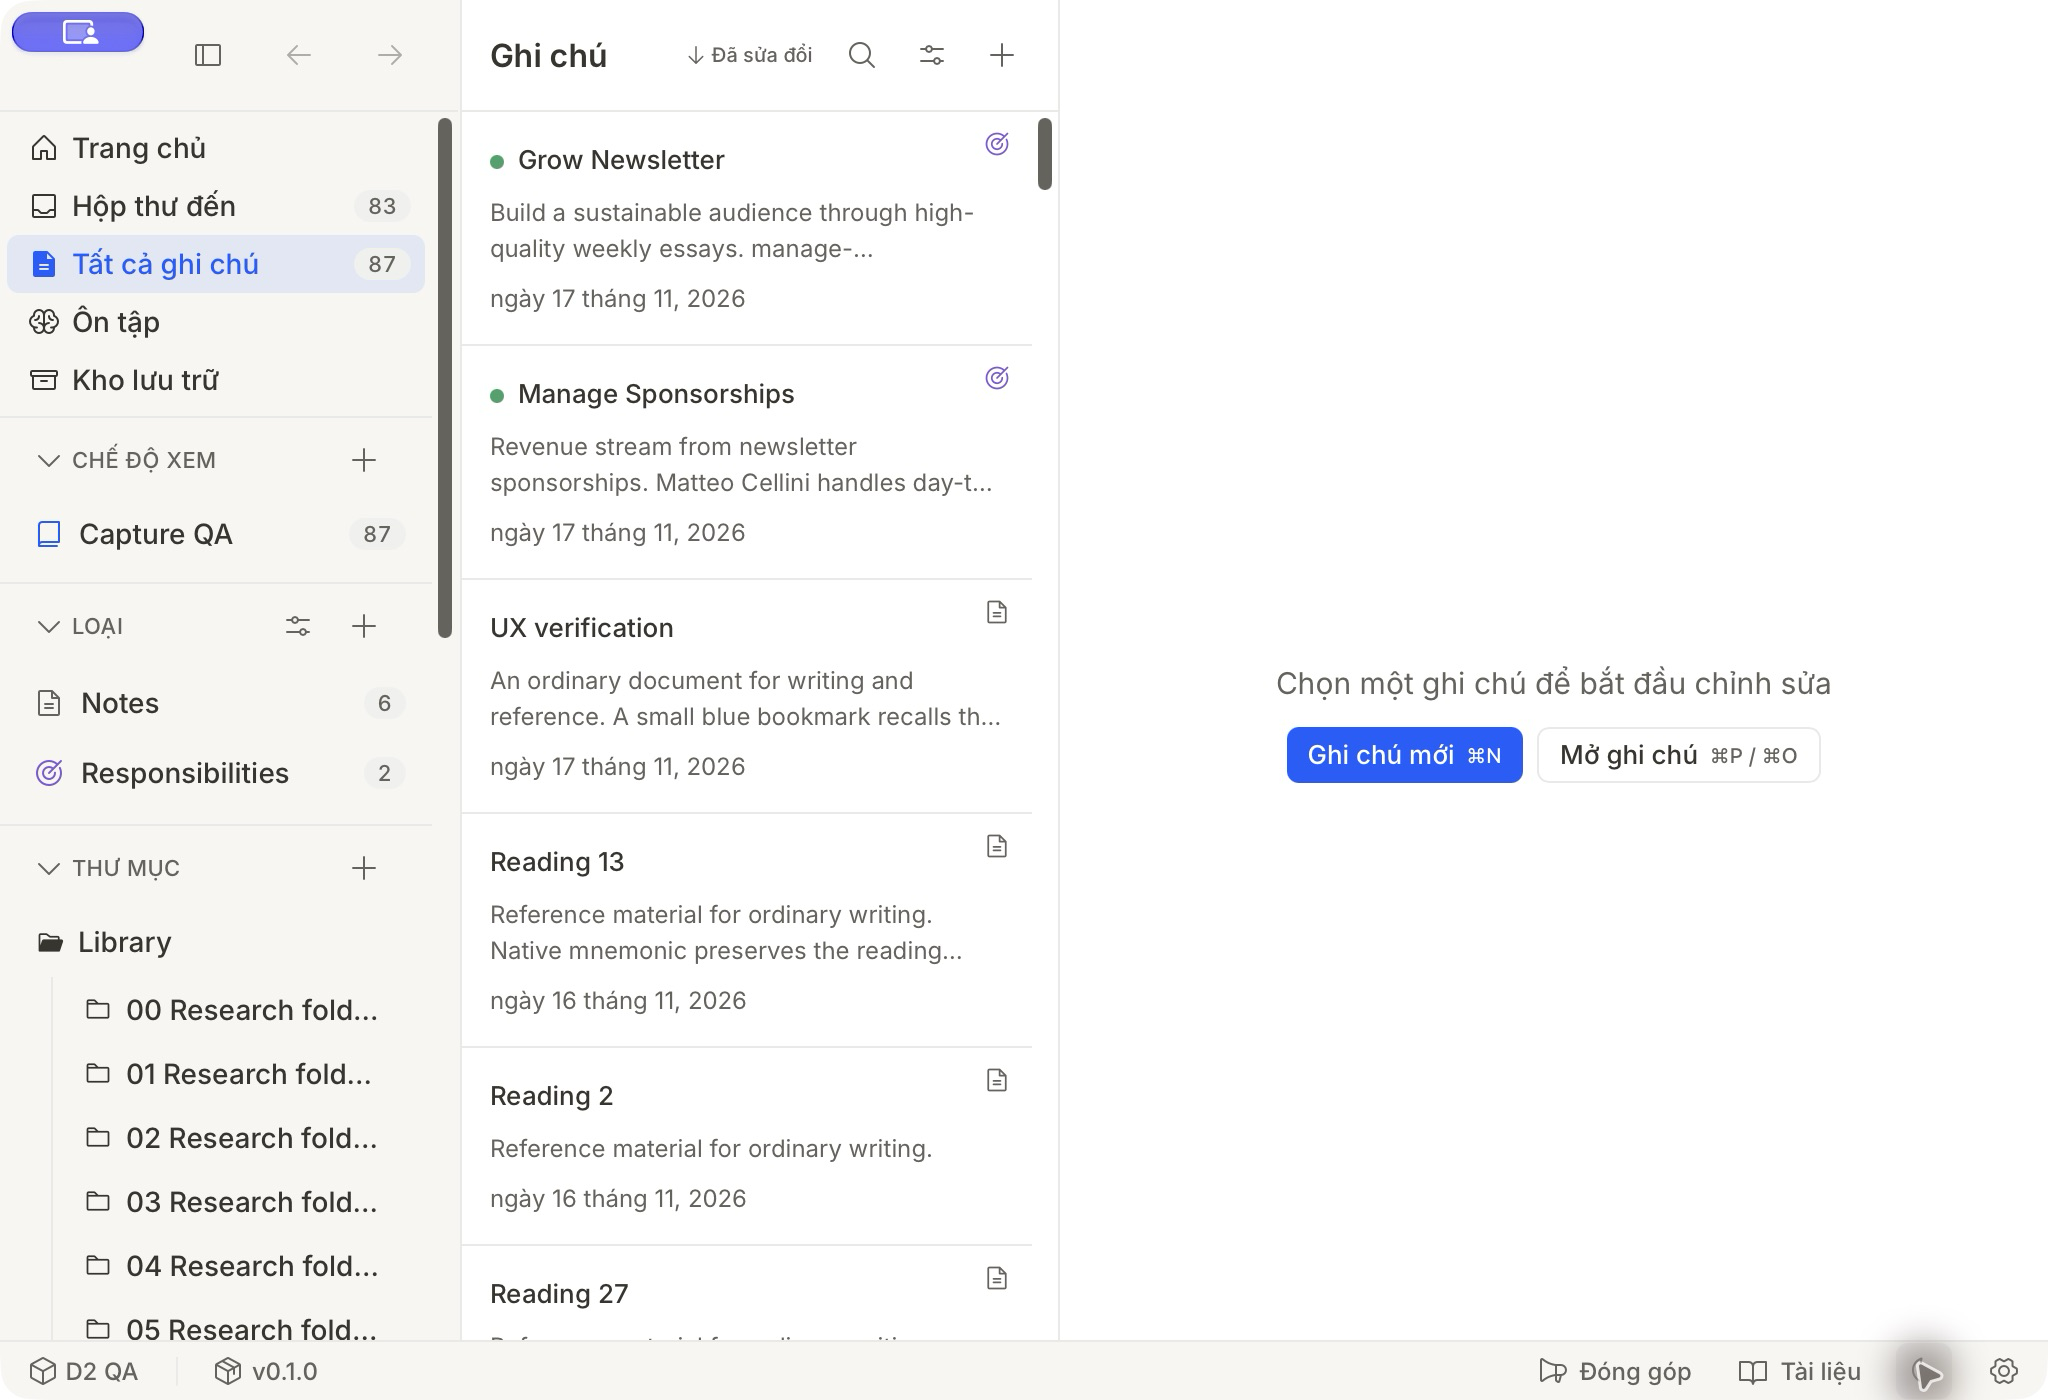 Trang chủ
Hộp thư đến 83
Tất cả ghi chú 87
Ôn tập
Kho lưu trữ
CHẾ ĐỘ XEM
Capture QA 87
LOẠI
Notes 6
Responsibilities 2
THƯ MỤC
Library
00 Research fold...
01 Research fold...
02 Research fold...
03 Research fold...
04 Research fold...
05 Research fold...
Ghi chú
Đã sửa đổi
Grow Newsletter
Build a sustainable audience through high-
quality weekly essays. manage-...
ngày 17 tháng 11, 2026
Manage Sponsorships
Revenue stream from newsletter
sponsorships. Matteo Cellini handles day-t...
ngày 17 tháng 11, 2026
UX verification
An ordinary document for writing and
reference. A small blue bookmark recalls th...
ngày 17 tháng 11, 2026
Reading 13
Reference material for ordinary writing.
Native mnemonic preserves the reading...
ngày 16 tháng 11, 2026
Reading 2
Reference material for ordinary writing.
ngày 16 tháng 11, 2026
Reading 27
Chọn một ghi chú để bắt đầu chỉnh sửa
Ghi chú mới ⌘N
Mở ghi chú ⌘P / ⌘O
D2 QA
v0.1.0
Đóng góp
Tài liệu